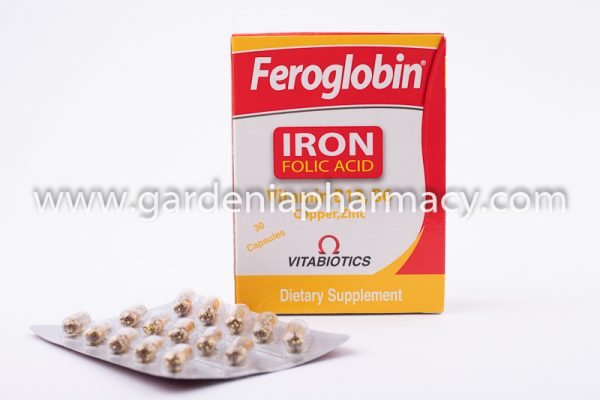 Feroglobin®
IRON
FOLIC ACID
www.gardeniapharmacy.com
Copper,Zinc
30
Capsules
VITABIOTICS
Dietary Supplement